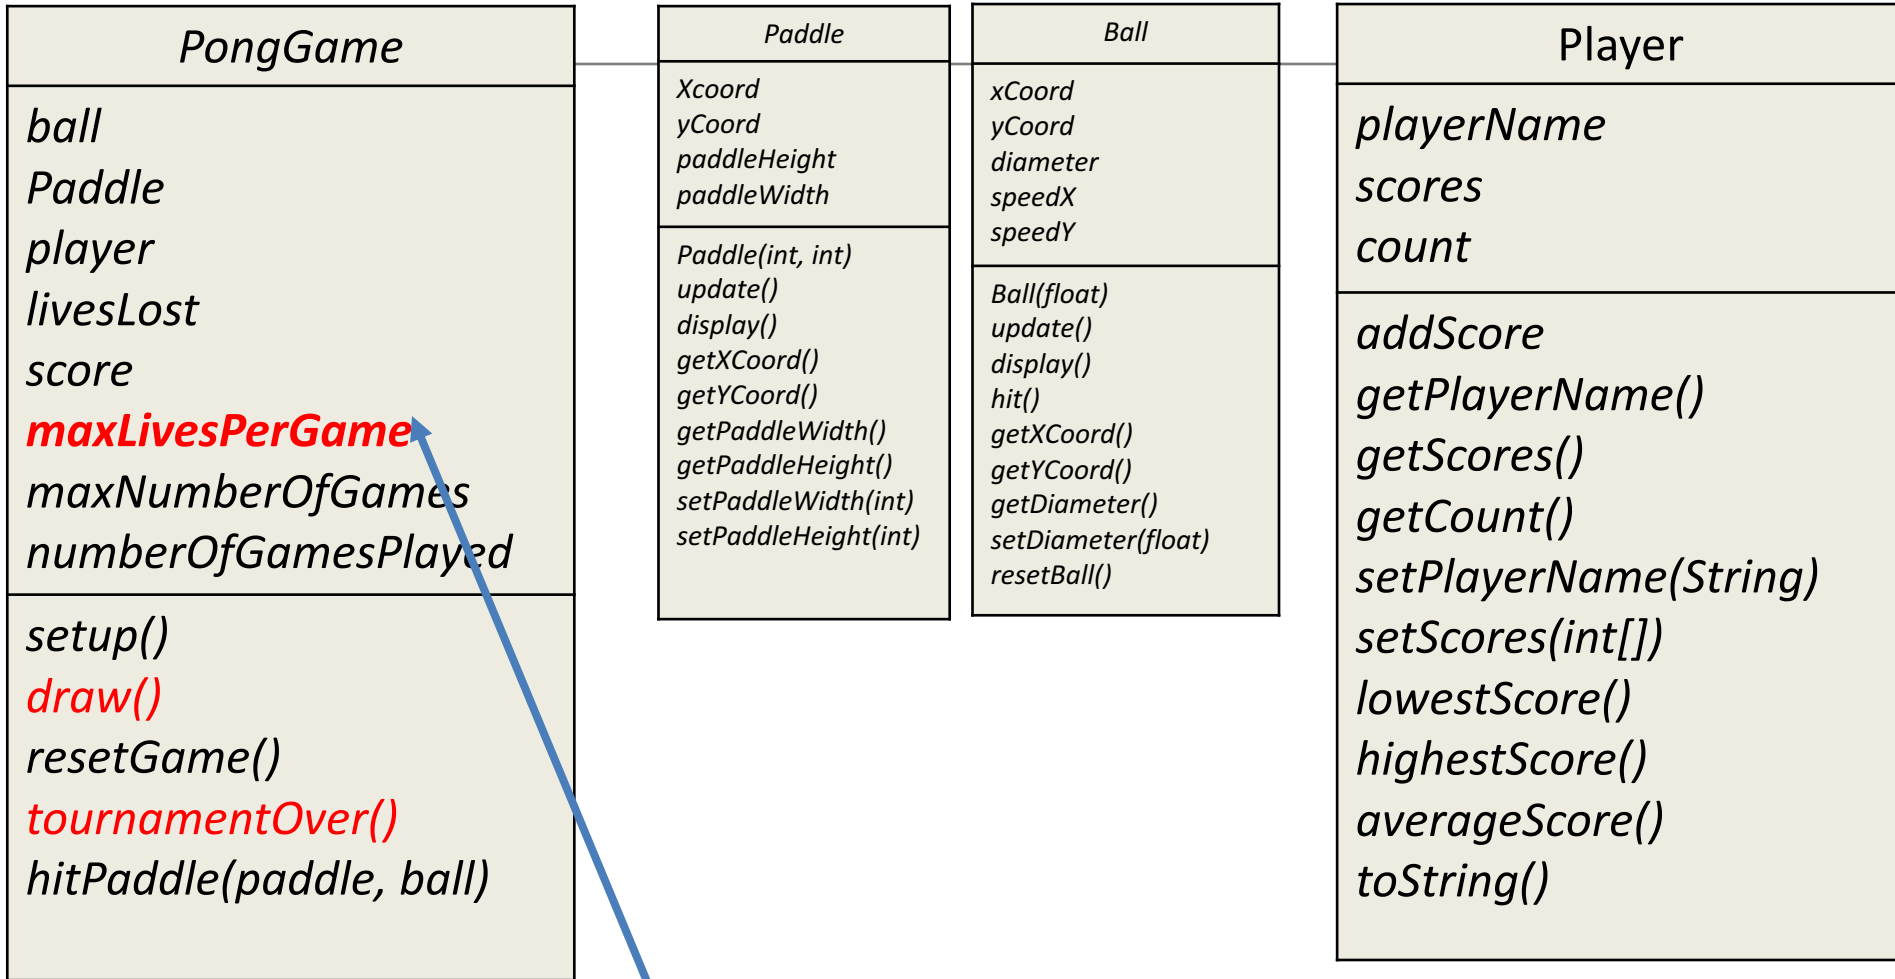 PongGame
ball
Paddle
player
livesLost
score
maxLivesPerGame
maxNumberOfGames
numberOfGamesPlayed
setup()
draw()
resetGame()
tournamentOver()
hitPaddle(paddle, ball)
Paddle
Xcoord
yCoord
paddleHeight
paddleWidth
Paddle(int, int)
update()
display()
getXCoord()
getYCoord()
getPaddleWidth()
getPaddleHeight()
setPaddleWidth(int)
setPaddleHeight(int)
Ball
xCoord
yCoord
diameter
speedX
speedY
Ball(float)
update()
display()
hit()
getXCoord()
getYCoord()
getDiameter()
setDiameter(float)
resetBall()
Player
playerName
scores
count
addScore
getPlayerName()
getScores()
getCount()
setPlayerName(String)
setScores(int[])
lowestScore()
highestScore()
averageScore()
toString()